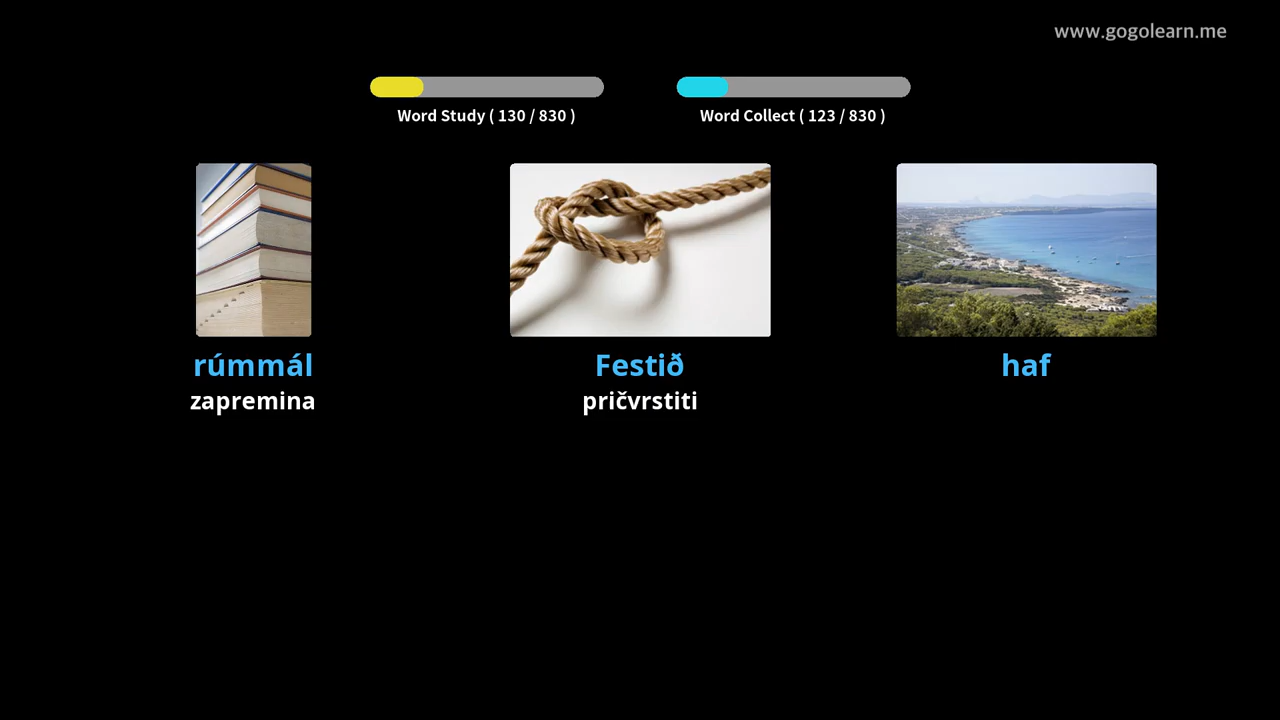 www.gogolearn.me
Word Study ( 130 / 830 )
Word Collect ( 123 / 830 )
rúmmál
Festið
haf
zapremina
pričvrstiti